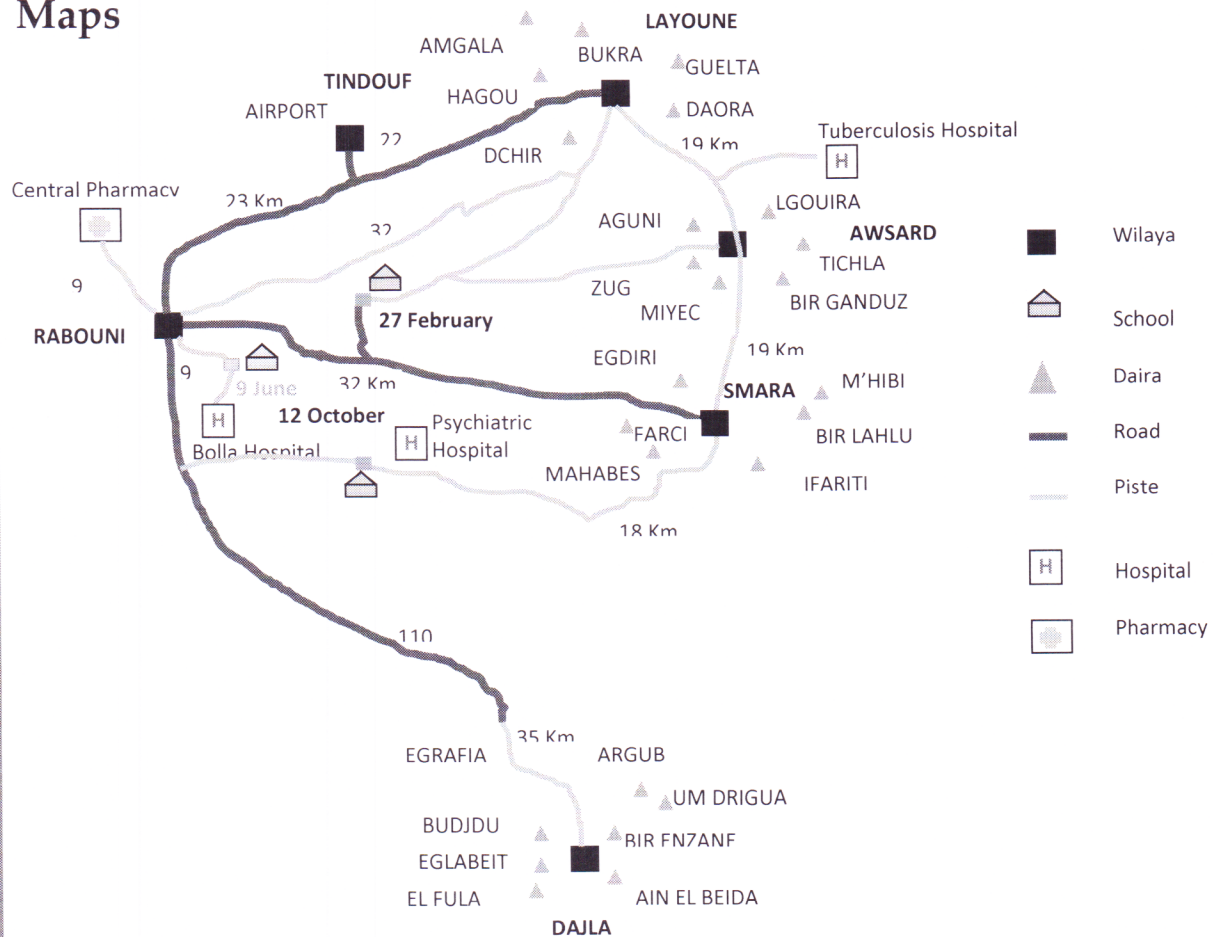 Maps
LAYOUNE
AMGALA
BUKRA
GUELTA
TINDOUF
HAGOU
AIRPORT
DAORA
22
DCHIR
19 Km
Tuberculosis Hospital
H
Central Pharmacy
23 Km
LGOUIRA
AGUNI
AWSARD
Wilaya
32
TICHLA
9
ZUG
BIR GANDUZ
MIYEC
27 February
School
RABOUNI
19 Km
EGDIRI
9
32 Km
9 June
SMARA
M'HIBI
Daira
12 October
H
Psychiatric
Hospital
H
FARCI
BIR LAHLU
Road
Bolla Hospital
MAHABES
IFARITI
Piste
18 Km
H
Hospital
Pharmacy
110
35 Km
EGRAFIA
ARGUB
UM DRIGUA
BUDJDU
BIR ENZANE
EGLABEIT
EL FULA
AIN EL BEIDA
DAJLA